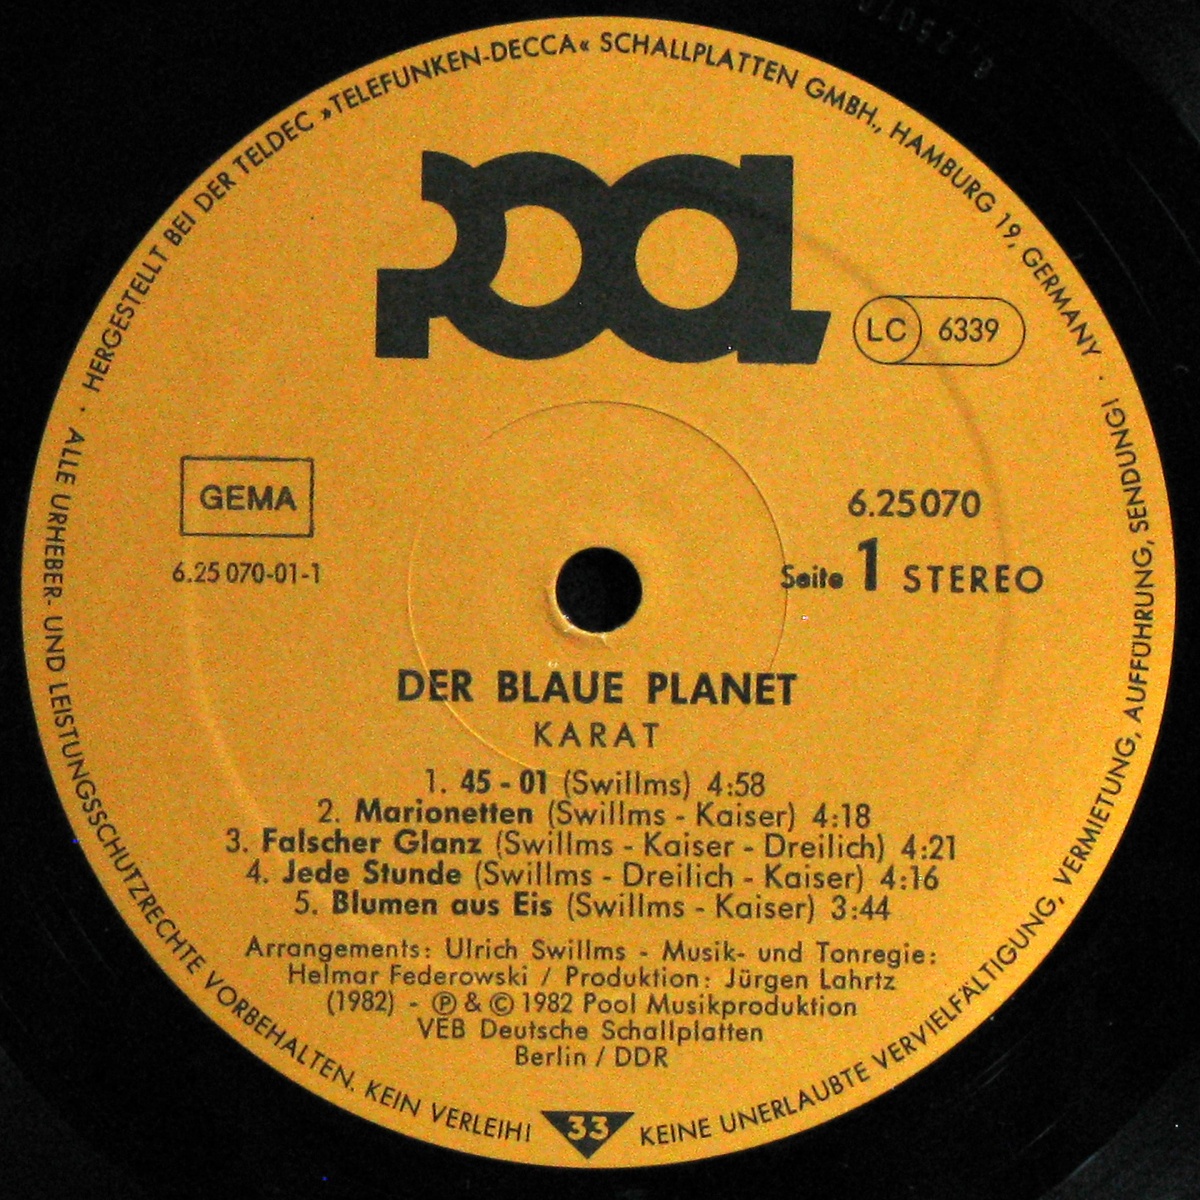 HERGESTELLT BEI DER TELDEC »TELEFUNKEN-DECCA« SCHALLPLATTEN GMBH., HAMBURG 19, GERMANY ·
POOL
LC 6339
GEMA
6.25070
6.25 070-01-1
Seite 1 STEREO
DER BLAUE PLANET
KARAT
1. 45 - 01 (Swillms) 4:58
2. Marionetten (Swillms - Kaiser) 4:18
3. Falscher Glanz (Swillms - Kaiser - Dreilich) 4:21
4. Jede Stunde (Swillms - Dreilich - Kaiser) 4:16
5. Blumen aus Eis (Swillms - Kaiser) 3:44
Arrangements: Ulrich Swillms - Musik- und Tonregie:
Helmar Federowski / Produktion: Jürgen Lahrtz
(1982) - ℗ & © 1982 Pool Musikproduktion
VEB Deutsche Schallplatten
Berlin / DDR
33
· ALLE URHEBER- UND LEISTUNGSSCHUTZRECHTE VORBEHALTEN. KEIN VERLEIH! KEINE UNERLAUBTE VERVIELFÄLTIGUNG, VERMIETUNG, AUFFÜHRUNG, SENDUNG!